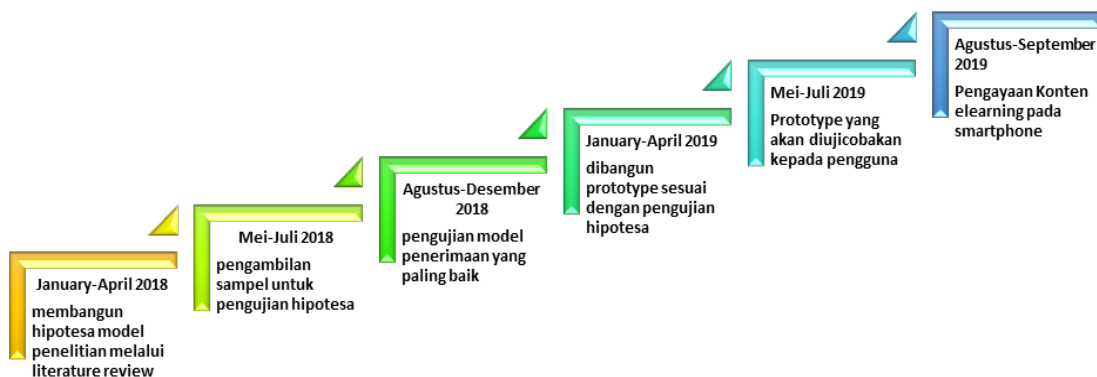 January-April 2018
membangun
hipotesa model
penelitian melalui
literature review
Mei-Juli 2018
pengambilan
sampel untuk
pengujian hipotesa
Agustus-Desember
2018
pengujian model
penerimaan yang
paling baik
January-April 2019
dibangun
prototype sesuai
dengan pengujian
hipotesa
Mei-Juli 2019
Prototype yang
akan diujicobakan
kepada pengguna
Agustus-September
2019
Pengayaan Konten
elearning pada
smartphone